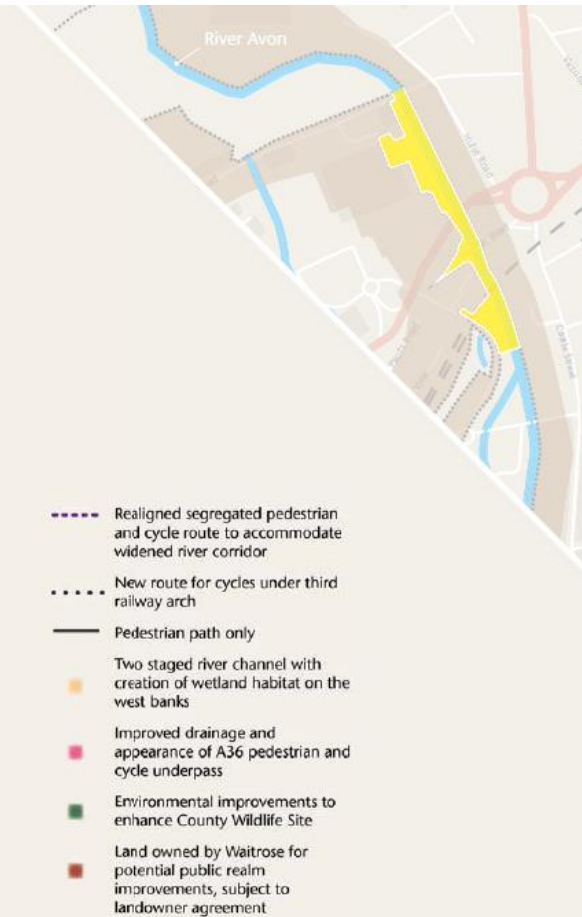 River Avon
Castle Street
Realigned segregated pedestrian
and cycle route to accommodate
widened river corridor
New route for cycles under third
railway arch
Pedestrian path only
Two staged river channel with
creation of wetland habitat on the
west banks
Improved drainage and
appearance of A36 pedestrian and
cycle underpass
Environmental improvements to
enhance County Wildlife Site
Land owned by Waitrose for
potential public realm
improvements, subject to
landowner agreement